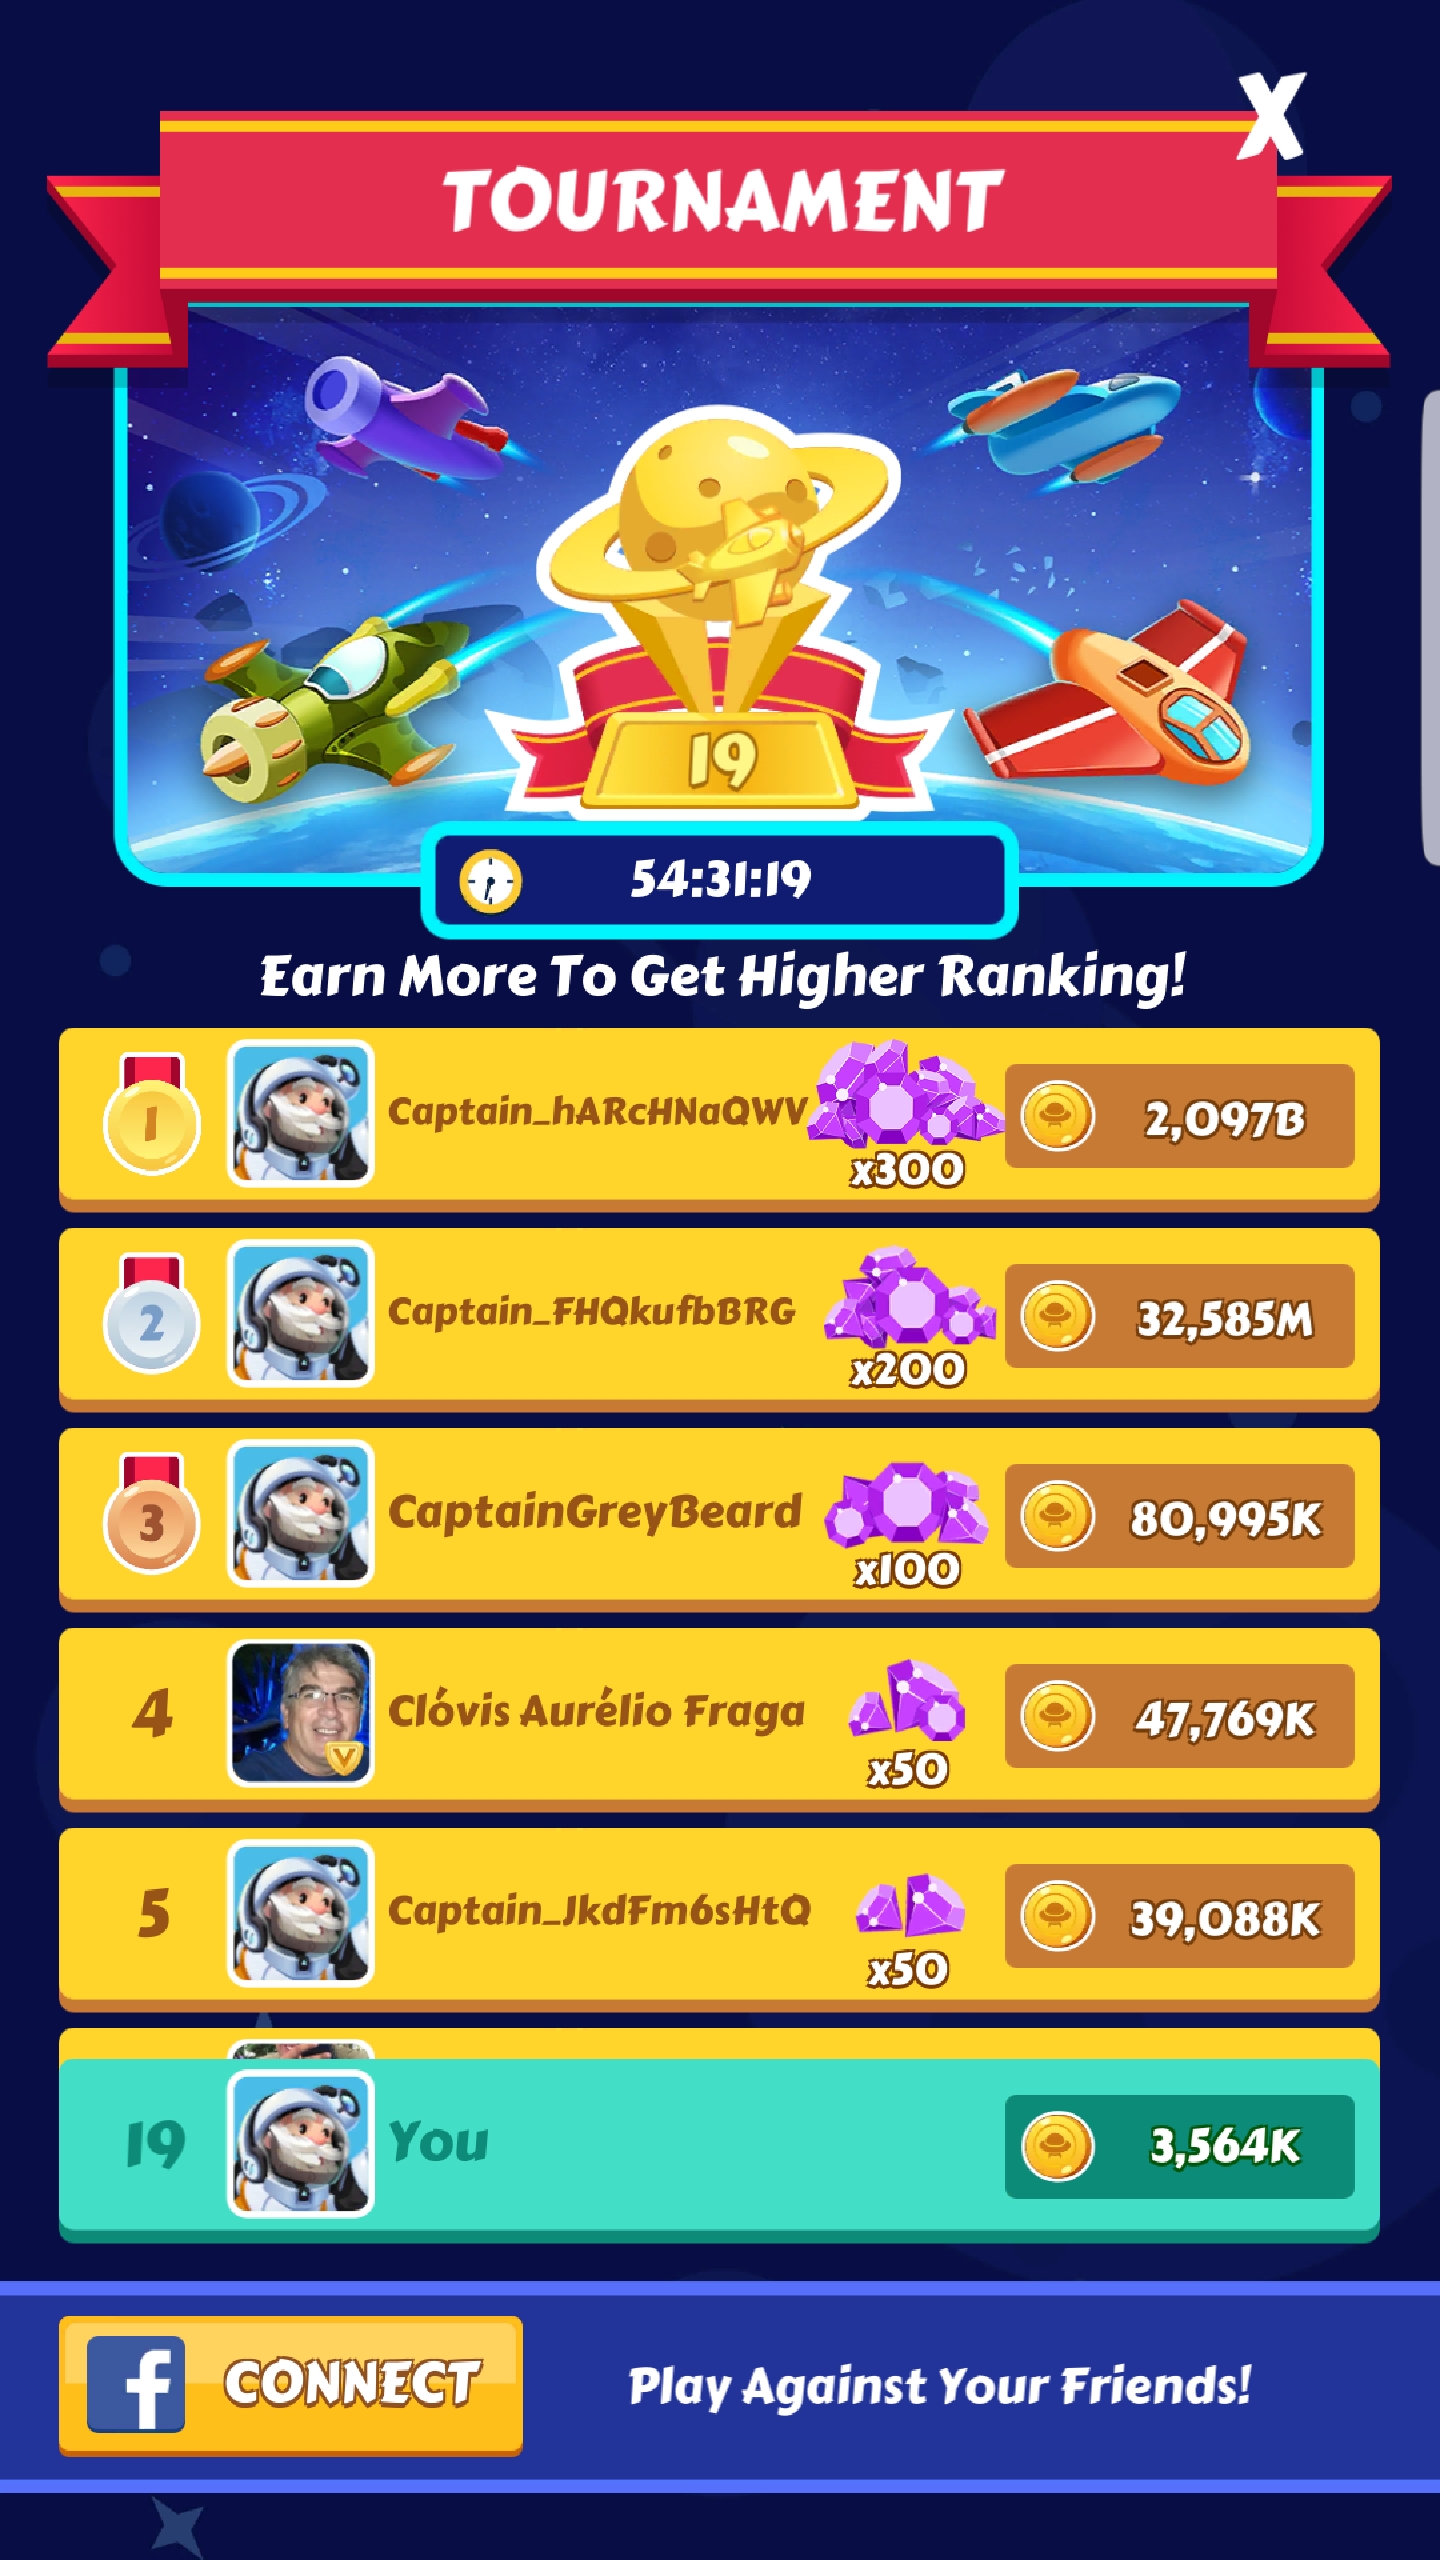 X
TOURNAMENT
19
54:31:19
Earn More To Get Higher Ranking!
1
Captain_hARcHNaQWV
x300
2,097B
2
Captain_FHQkufbBRG
x200
32,585M
3
CaptainGreyBeard
x100
80,995K
4
Clóvis Aurélio Fraga
V
x50
47,769K
5
Captain_JkdFm6sHtQ
x50
39,088K
19
You
3,564K
f CONNECT
Play Against Your Friends!